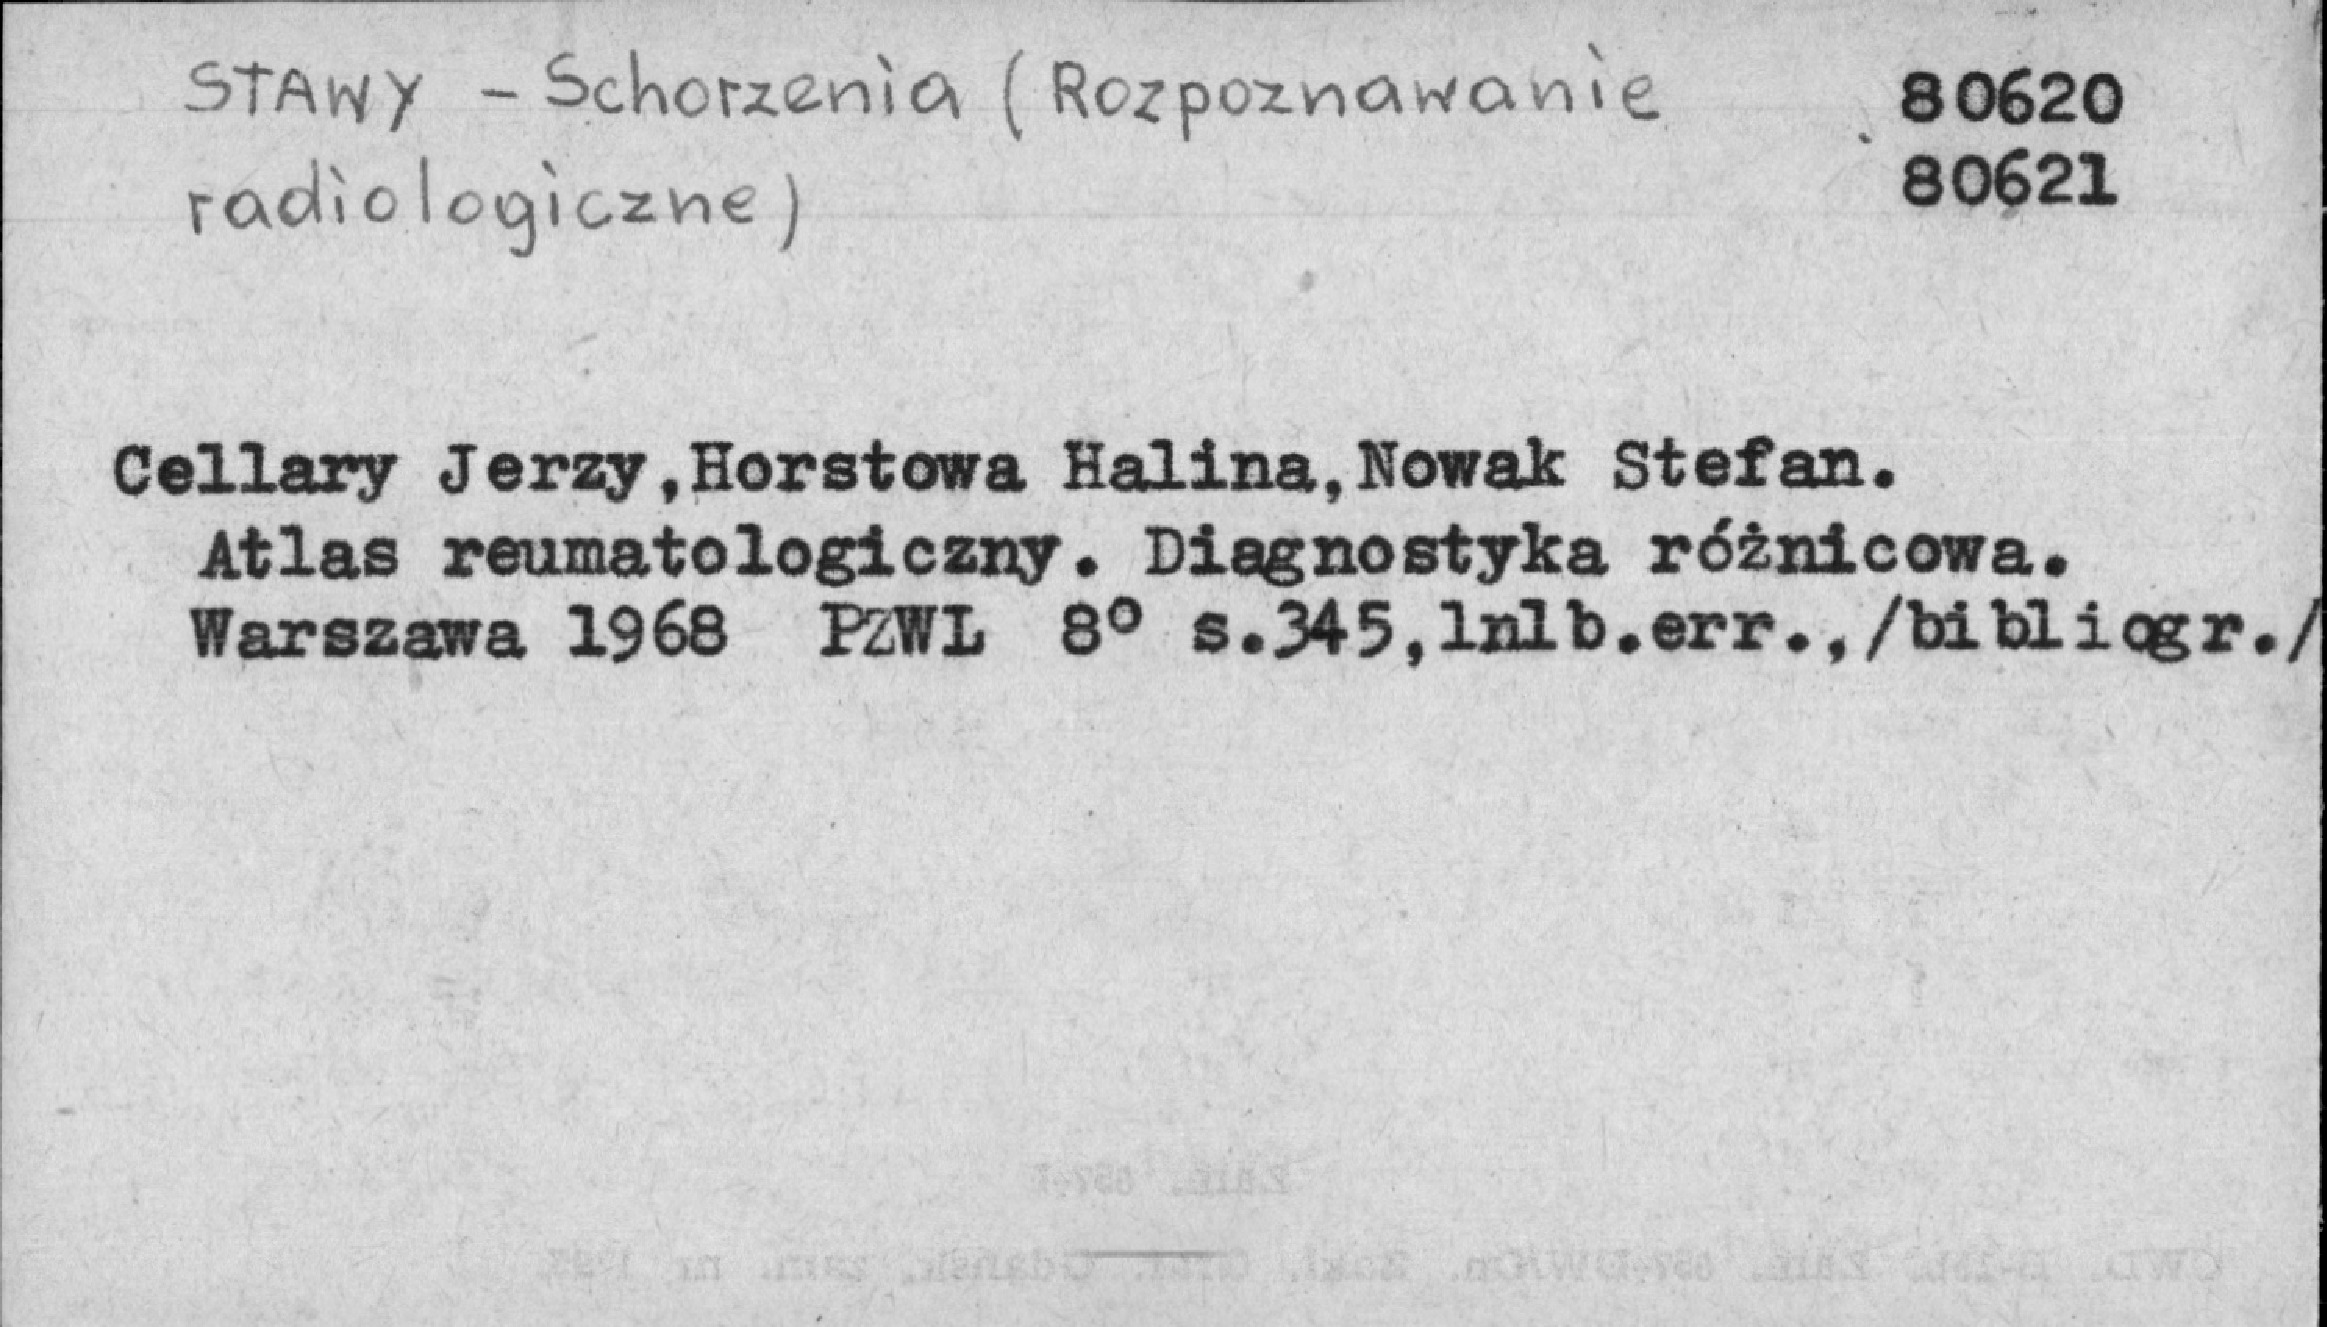 STAWY - Schorzenia (Rozpoznawanie
radiologiczne)
80620
80621
Cellary Jerzy,Horstowa Halina,Nowak Stefan.
Atlas reumatologiczny. Diagnostyka różnicowa.
Warszawa 1968 PZWL 8° s.345,lnlb.err.,/bibliogr./